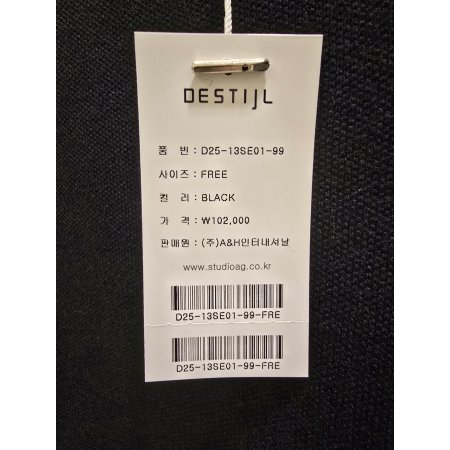 DESTIJL
품 번 : D25-13SE01-99
사이즈 : FREE
컬 러 : BLACK
가 격 : ₩102,000
판매원 : (주)A&H인터내셔날
www.studioag.co.kr
D25-13SE01-99-FRE
D25-13SE01-99-FRE